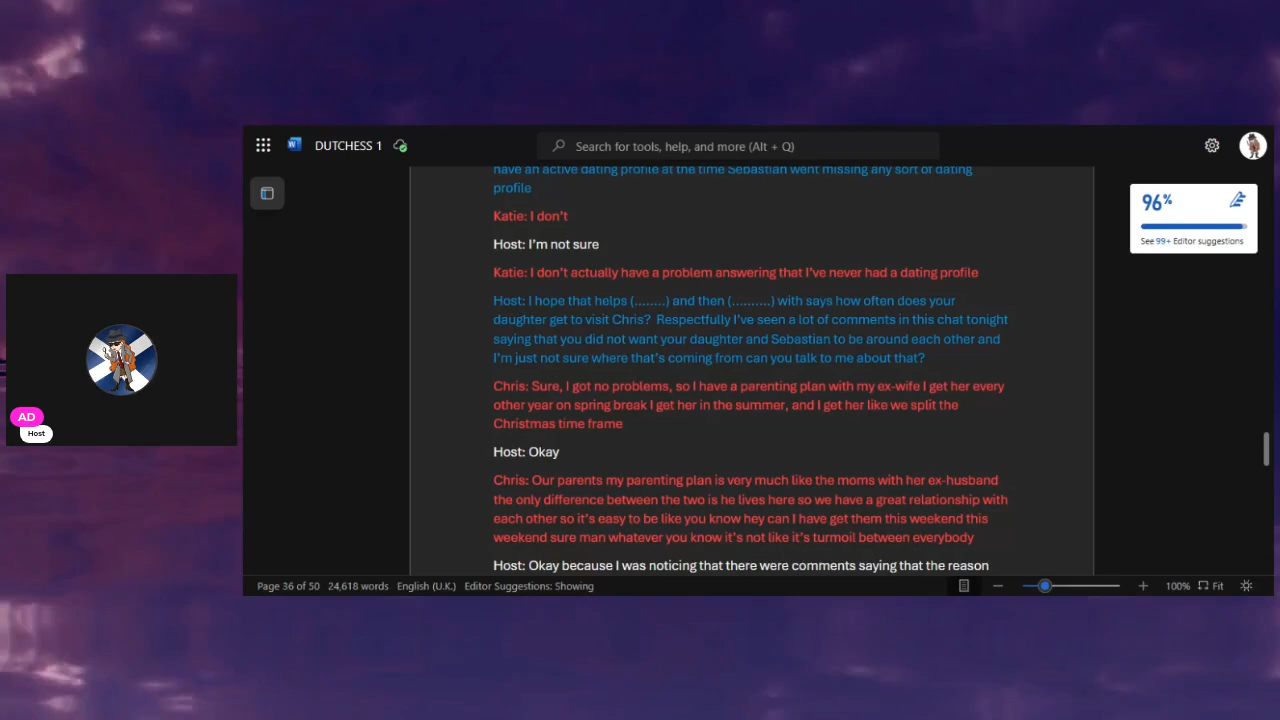 DUTCHESS 1
Search for tools, help, and more (Alt + Q)
have an active dating profile at the time Sebastian went missing any sort of dating
profile
Katie: I don't
Host: I'm not sure
Katie: I don't actually have a problem answering that I've never had a dating profile
Host: I hope that helps (........) and then (..........) with says how often does your
daughter get to visit Chris?  Respectfully I've seen a lot of comments in this chat tonight
saying that you did not want your daughter and Sebastian to be around each other and
I'm just not sure where that's coming from can you talk to me about that?
Chris: Sure, I got no problems, so I have a parenting plan with my ex-wife I get her every
other year on spring break I get her in the summer, and I get her like we split the
Christmas time frame
Host: Okay
Chris: Our parents my parenting plan is very much like the moms with her ex-husband
the only difference between the two is he lives here so we have a great relationship with
each other so it's easy to be like you know hey can I have get them this weekend this
weekend sure man whatever you know it's not like it's turmoil between everybody
Host: Okay because I was noticing that there were comments saying that the reason
96%
See 99+ Editor suggestions
AD
Host
Page 36 of 50 24,618 words English (U.K.) Editor Suggestions: Showing
100% Fit